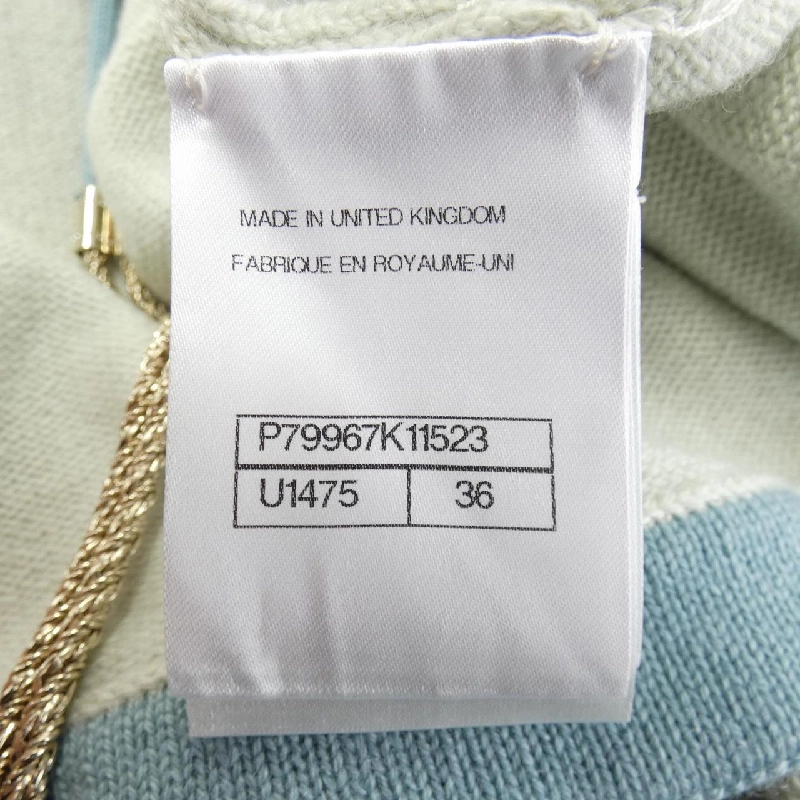 MADE IN UNITED KINGDOM
FABRIQUE EN ROYAUME-UNI
P79967K11523
U1475 36